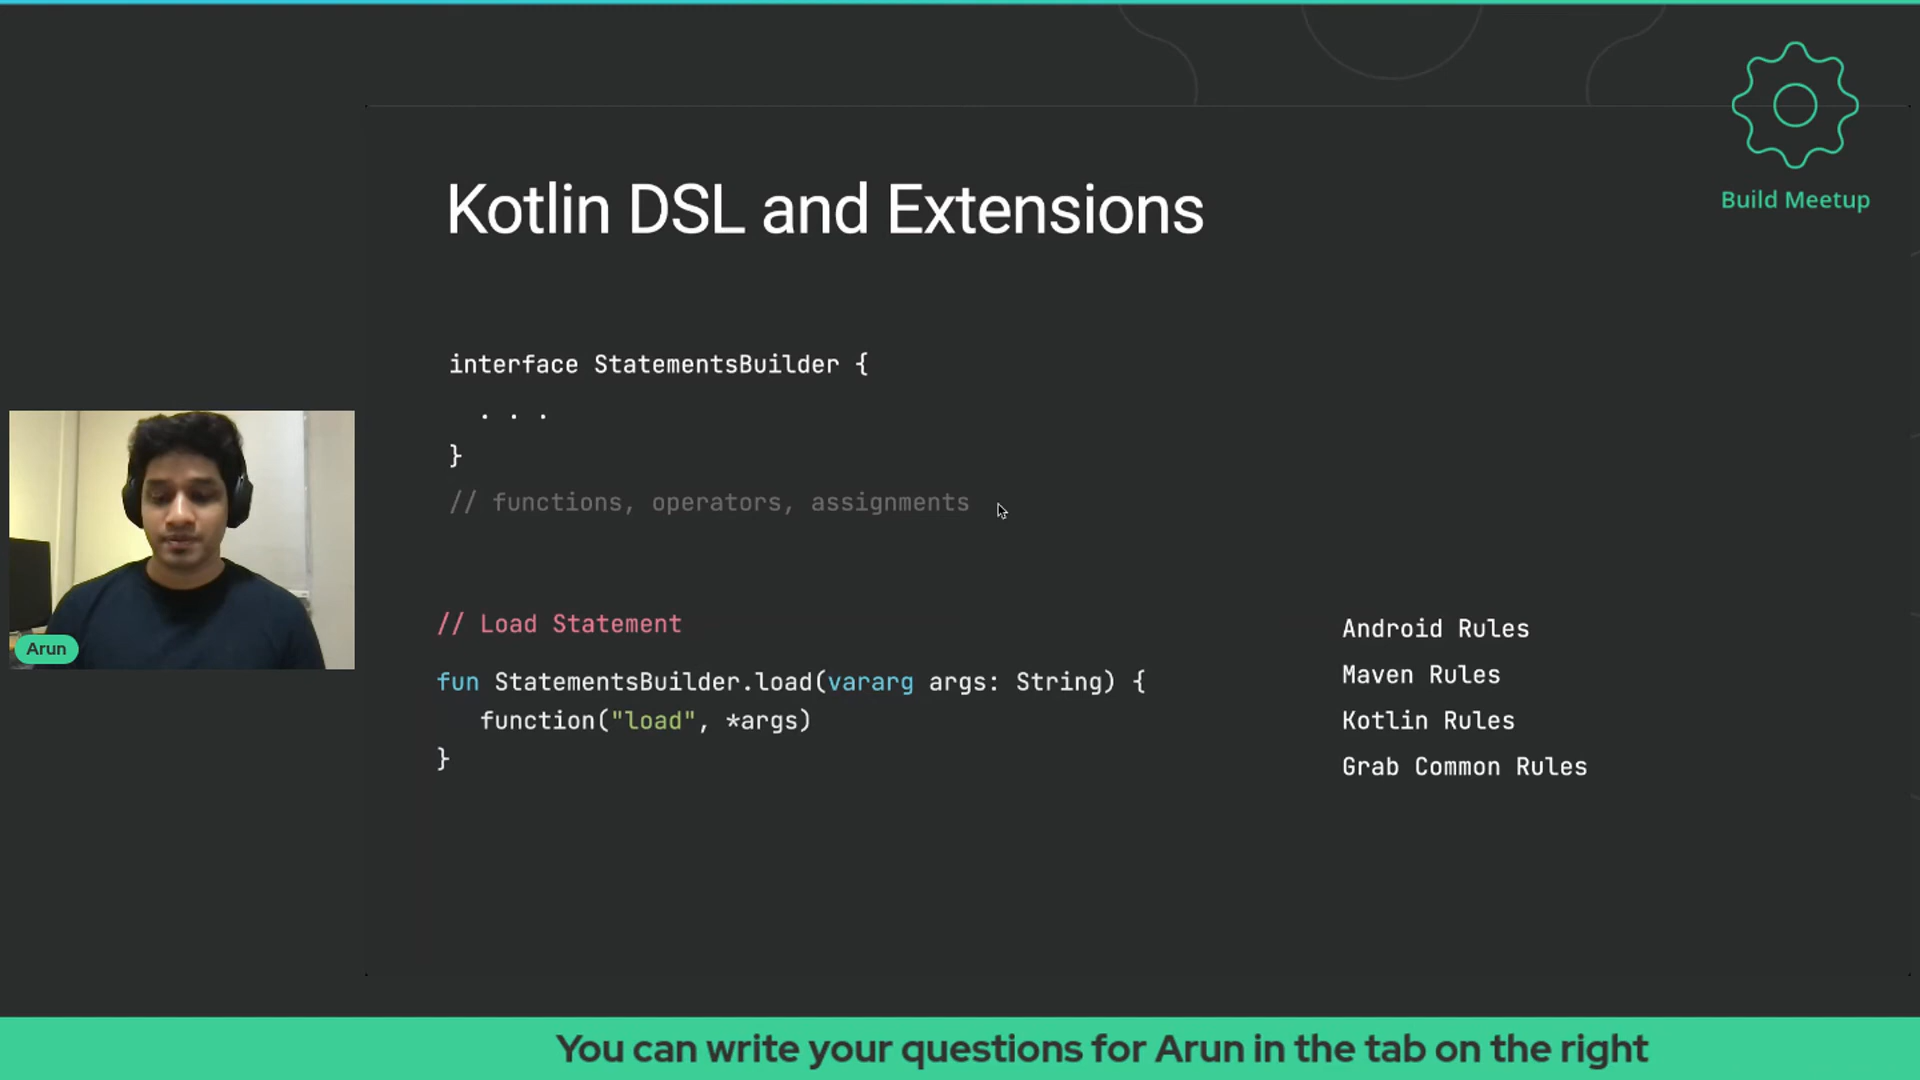 Build Meetup
Kotlin DSL and Extensions
interface StatementsBuilder {
. . .
}
// functions, operators, assignments
// Load Statement
fun StatementsBuilder.load(vararg args: String) {
function("load", *args)
}
Android Rules
Maven Rules
Kotlin Rules
Grab Common Rules
Arun
You can write your questions for Arun in the tab on the right